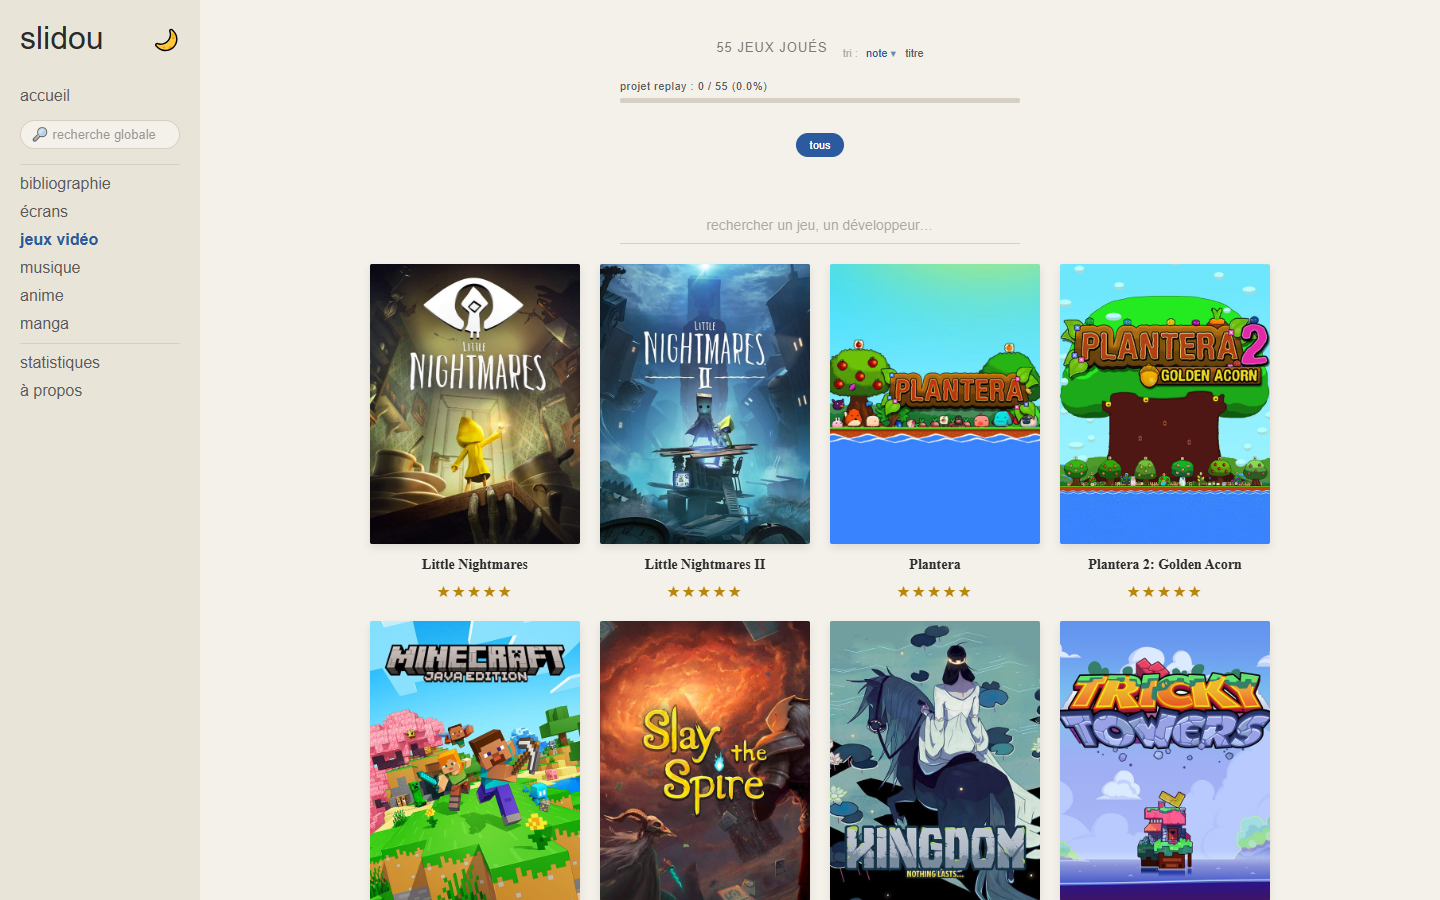 slidou
accueil
recherche globale
bibliographie
écrans
jeux vidéo
musique
anime
manga
statistiques
à propos
55 JEUX JOUÉS tri : note ▾ titre
projet replay : 0 / 55 (0.0%)
tous
rechercher un jeu, un développeur...
LITTLE
NIGHTMARES
LITTLE
NIGHTMARES
II
PLANTERA
PLANTERA 2
GOLDEN ACORN
Little Nightmares
★★★★★
Little Nightmares II
★★★★★
Plantera
★★★★★
Plantera 2: Golden Acorn
★★★★★
MINECRAFT
JAVA EDITION
Slay the
Spire
KINGDOM
NOTHING LASTS...
TRICKY
TOWERS